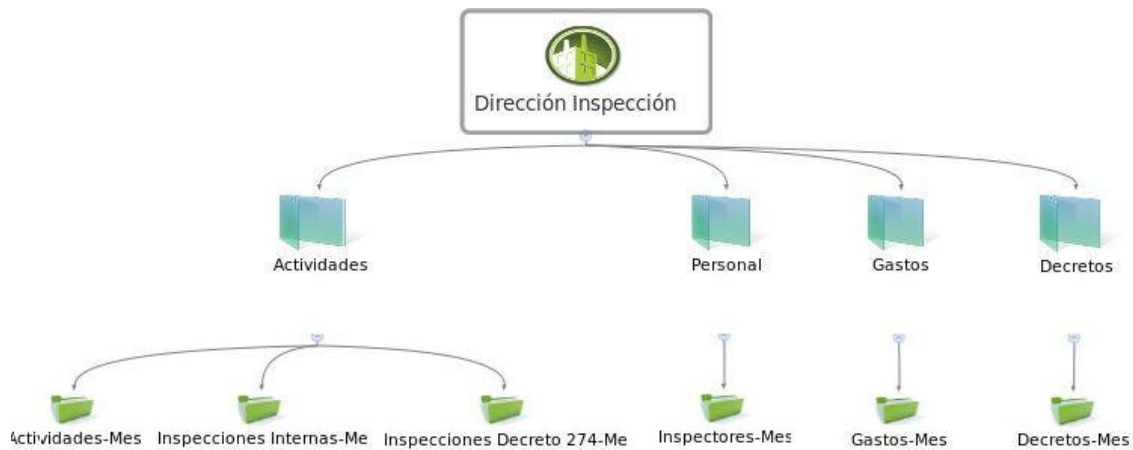 Dirección Inspección
Actividades
Personal
Gastos
Decretos
Actividades-Mes
Inspecciones Internas-Me
Inspecciones Decreto 274-Me
Inspectores-Mes
Gastos-Mes
Decretos-Mes